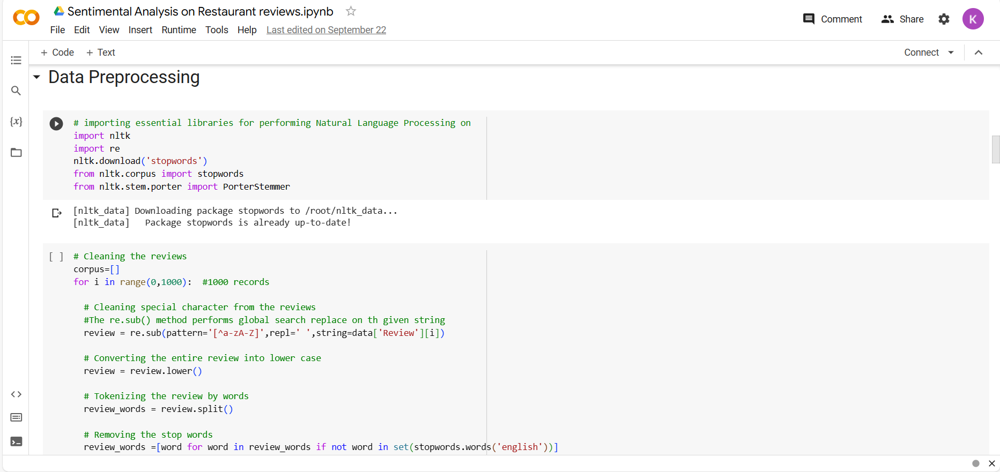 Sentimental Analysis on Restaurant reviews.ipynb
File Edit View Insert Runtime Tools Help Last edited on September 22
Comment Share K
+ Code + Text
Connect
Data Preprocessing
# importing essential libraries for performing Natural Language Processing on
import nltk
import re
nltk.download('stopwords')
from nltk.corpus import stopwords
from nltk.stem.porter import PorterStemmer
[nltk_data] Downloading package stopwords to /root/nltk_data...
[nltk_data]   Package stopwords is already up-to-date!
[ ] # Cleaning the reviews
corpus=[]
for i in range(0,1000):  #1000 records
  # Cleaning special character from the reviews
  #The re.sub() method performs global search replace on th given string
  review = re.sub(pattern='[^a-zA-Z]',repl=' ',string=data['Review'][i])
  # Converting the entire review into lower case
  review = review.lower()
  # Tokenizing the review by words
  review_words = review.split()
  # Removing the stop words
  review_words =[word for word in review_words if not word in set(stopwords.words('english'))]